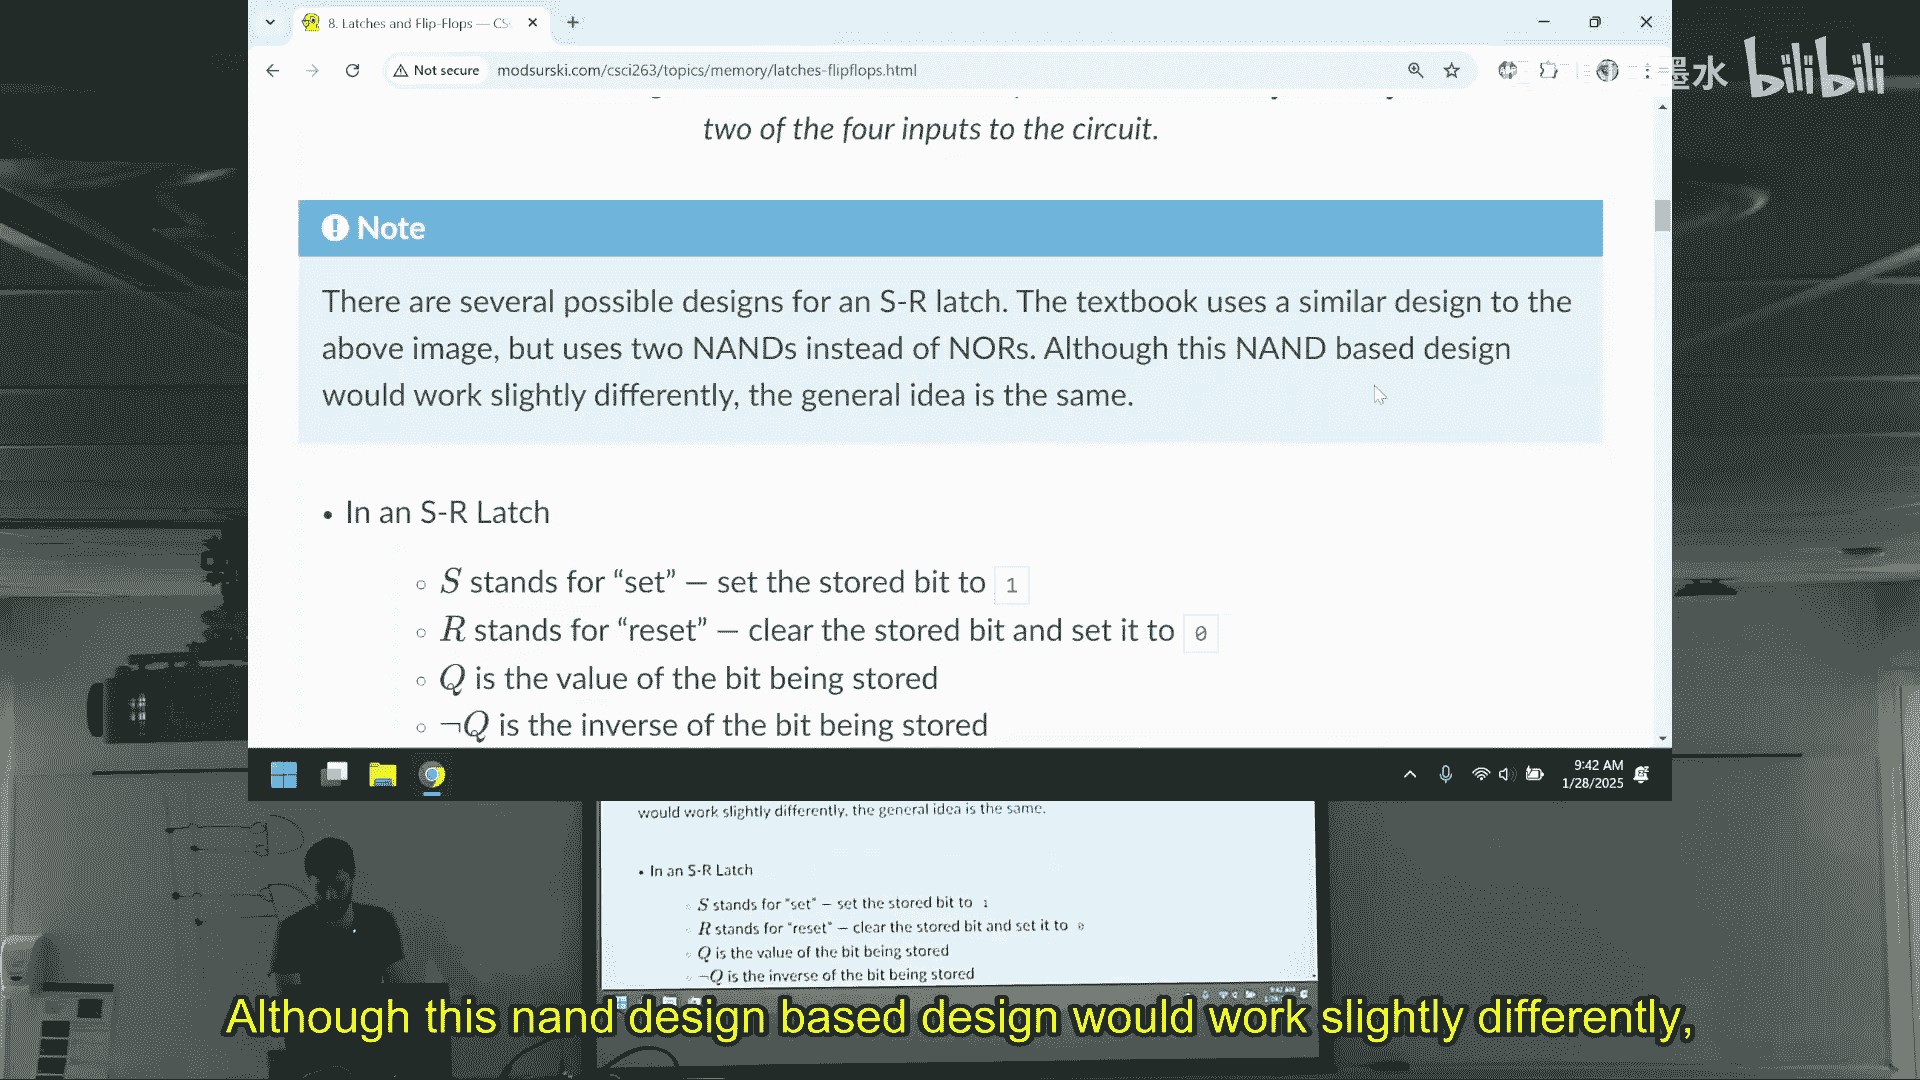 8. Latches and Flip-Flops — CS
Not secure
modsurski.com/csci263/topics/memory/latches-flipflops.html
墨水 bilibili
two of the four inputs to the circuit.
Note
There are several possible designs for an S-R latch. The textbook uses a similar design to the
above image, but uses two NANDs instead of NORs. Although this NAND based design
would work slightly differently, the general idea is the same.
• In an S-R Latch
◦ S stands for “set” — set the stored bit to 1
◦ R stands for “reset” — clear the stored bit and set it to 0
◦ Q is the value of the bit being stored
◦ ¬Q is the inverse of the bit being stored
9:42 AM
1/28/2025
would work slightly differently, the general idea is the same.
• In an S-R Latch
◦ S stands for “set” – set the stored bit to 1
◦ R stands for “reset” – clear the stored bit and set it to 0
◦ Q is the value of the bit being stored
◦ ¬Q is the inverse of the bit being stored
Although this nand design based design would work slightly differently,